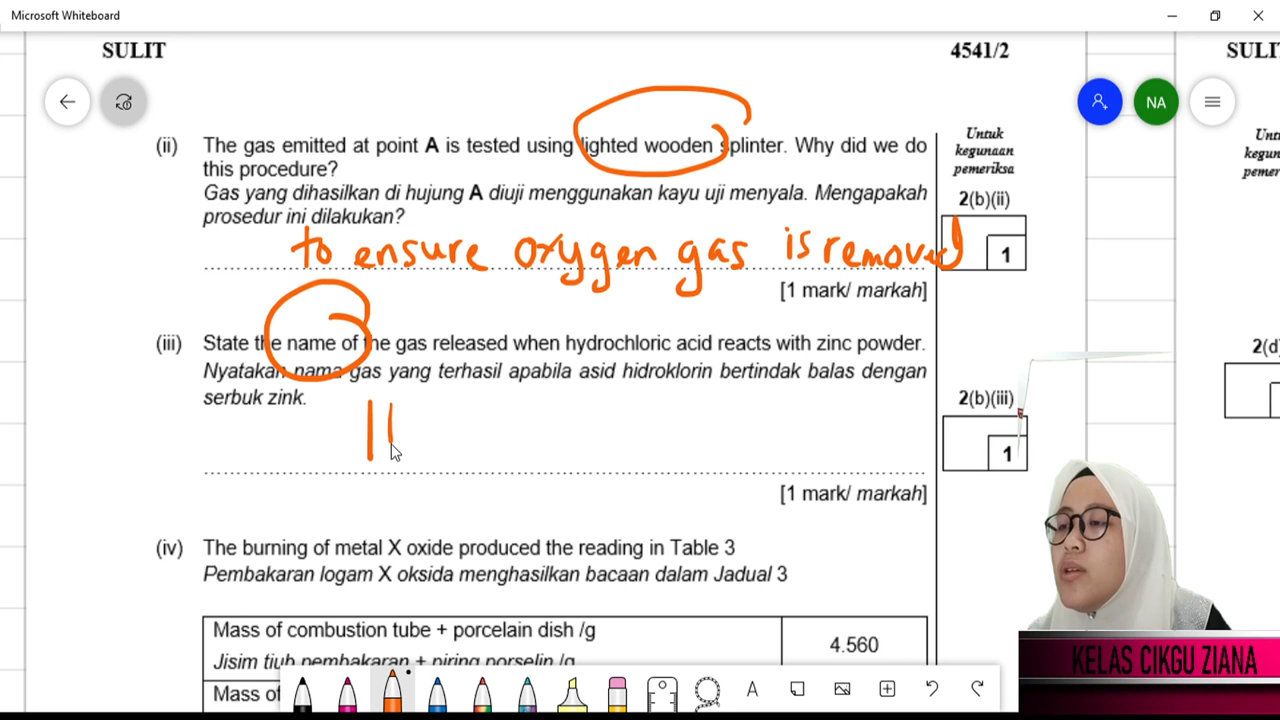 Microsoft Whiteboard
SULIT
4541/2
SULIT
NA
Untuk
kegunaan
pemeriksa
(ii) The gas emitted at point A is tested using lighted wooden splinter. Why did we do
this procedure?
Gas yang dihasilkan di hujung A diuji menggunakan kayu uji menyala. Mengapakah
prosedur ini dilakukan?
2(b)(ii)
to ensure oxygen gas is removed
1
[1 mark/ markah]
(iii) State the name of the gas released when hydrochloric acid reacts with zinc powder.
Nyatakan nama gas yang terhasil apabila asid hidroklorin bertindak balas dengan
serbuk zink.
2(b)(iii)
1
[1 mark/ markah]
2(d)
(iv) The burning of metal X oxide produced the reading in Table 3
Pembakaran logam X oksida menghasilkan bacaan dalam Jadual 3
Mass of combustion tube + porcelain dish /g
4.560
Jisim tiub pembakaran + piring porselin /g
Mass of
KELAS CIKGU ZIANA